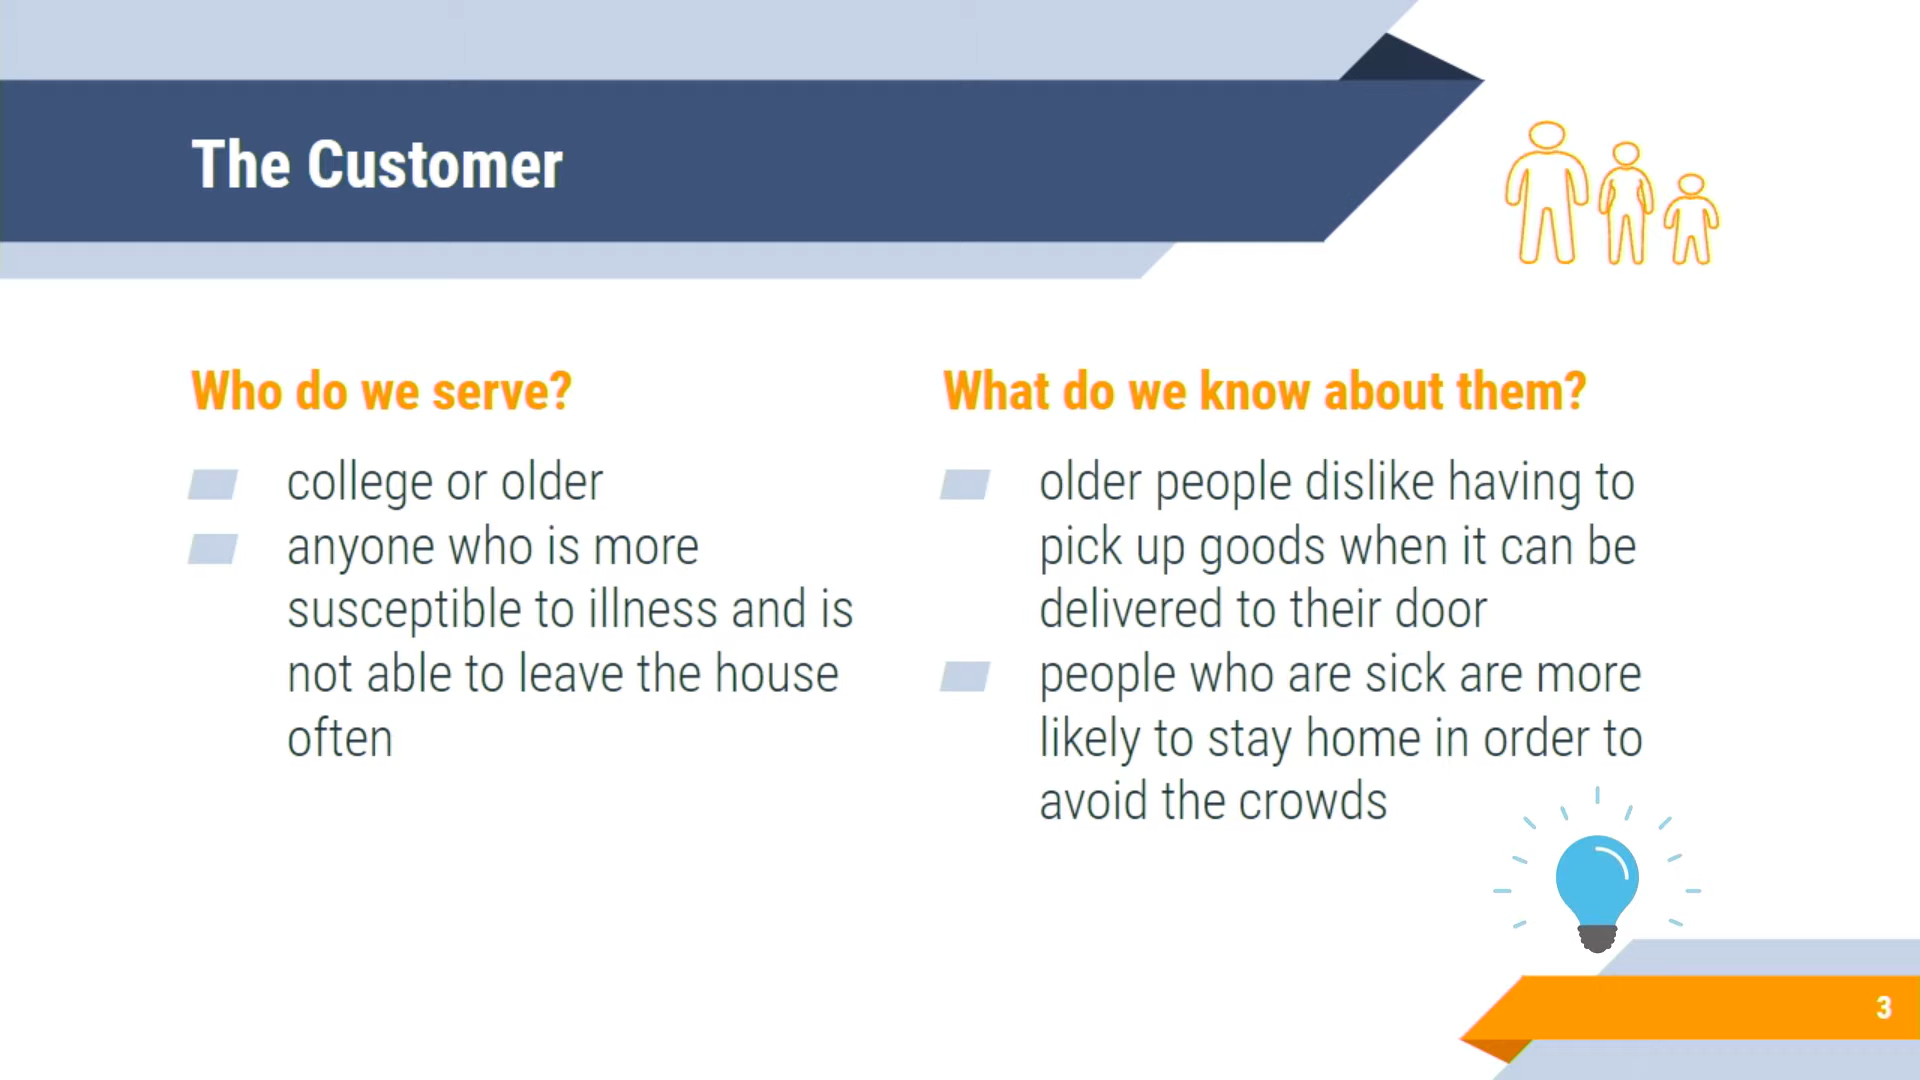 The Customer
Who do we serve?
college or older
anyone who is more
susceptible to illness and is
not able to leave the house
often
What do we know about them?
older people dislike having to
pick up goods when it can be
delivered to their door
people who are sick are more
likely to stay home in order to
avoid the crowds
3